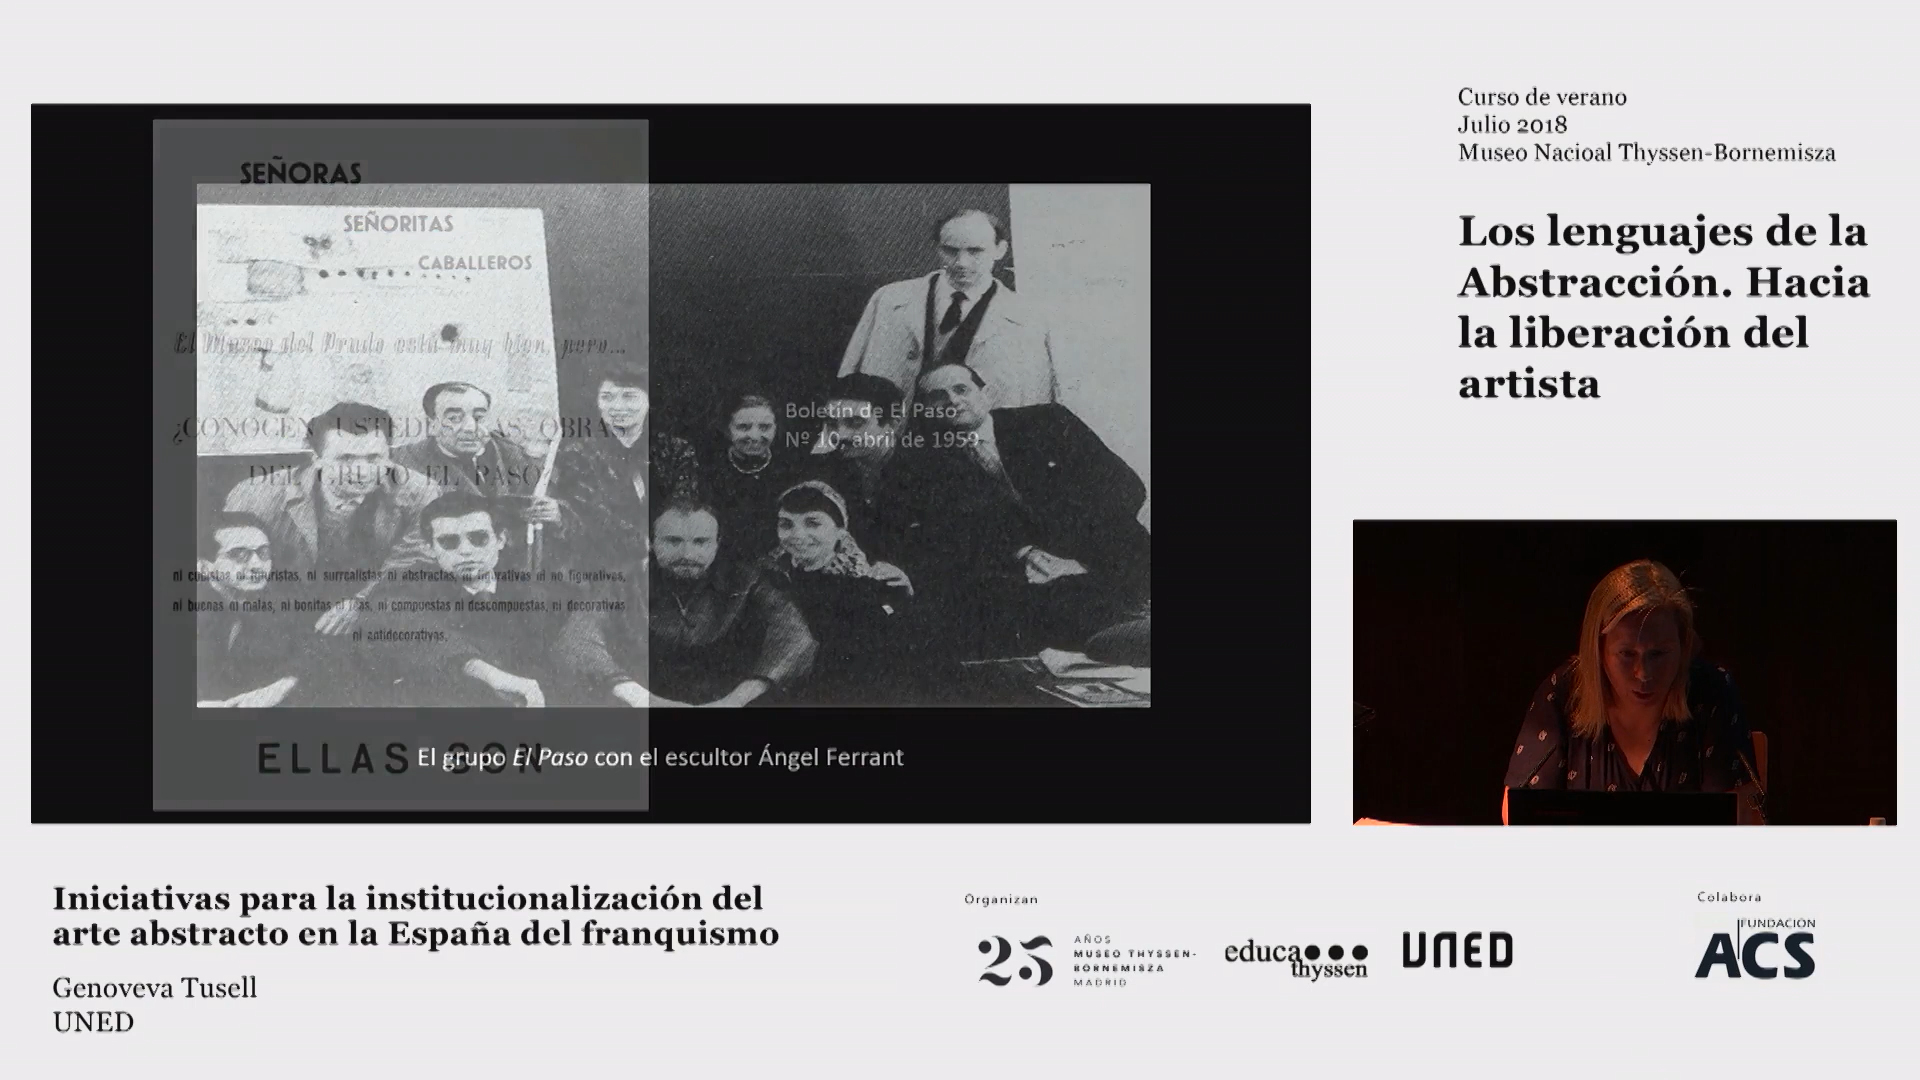 Curso de verano
Julio 2018
Museo Nacioal Thyssen-Bornemisza
Los lenguajes de la
Abstracción. Hacia
la liberación del
artista
SEÑORAS
SEÑORITAS
CABALLEROS
El Museo del Prado está muy bien, pero...
¿CONOCEN USTEDES LAS OBRAS
DEL GRUPO EL PASO?
ni cubistas ni futuristas, ni surrealistas ni abstractas, ni figurativas ni no figurativas,
ni buenas ni malas, ni bonitas ni feas, ni compuestas ni descompuestas, ni decorativas
ni antidecorativas.
ELLAS SON
Boletín de El Paso
Nº 10, abril de 1959
El grupo El Paso con el escultor Ángel Ferrant
Iniciativas para la institucionalización del
arte abstracto en la España del franquismo
Genoveva Tusell
UNED
Organizan
25 AÑOS
MUSEO THYSSEN-
BORNEMISZA
MADRID
educa
thyssen
UNED
Colabora
FUNDACIÓN
ACS